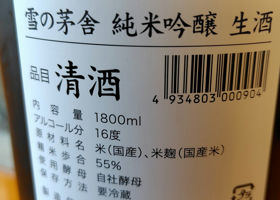 雪の茅舎 純米吟醸 生酒
品目 清酒
4934803000904
内容量 1800ml
アルコール分 16度
原材料名 米(国産)、米麹(国産米)
精米歩合 55%
使用酵母 自社酵母
保存方法 要冷蔵